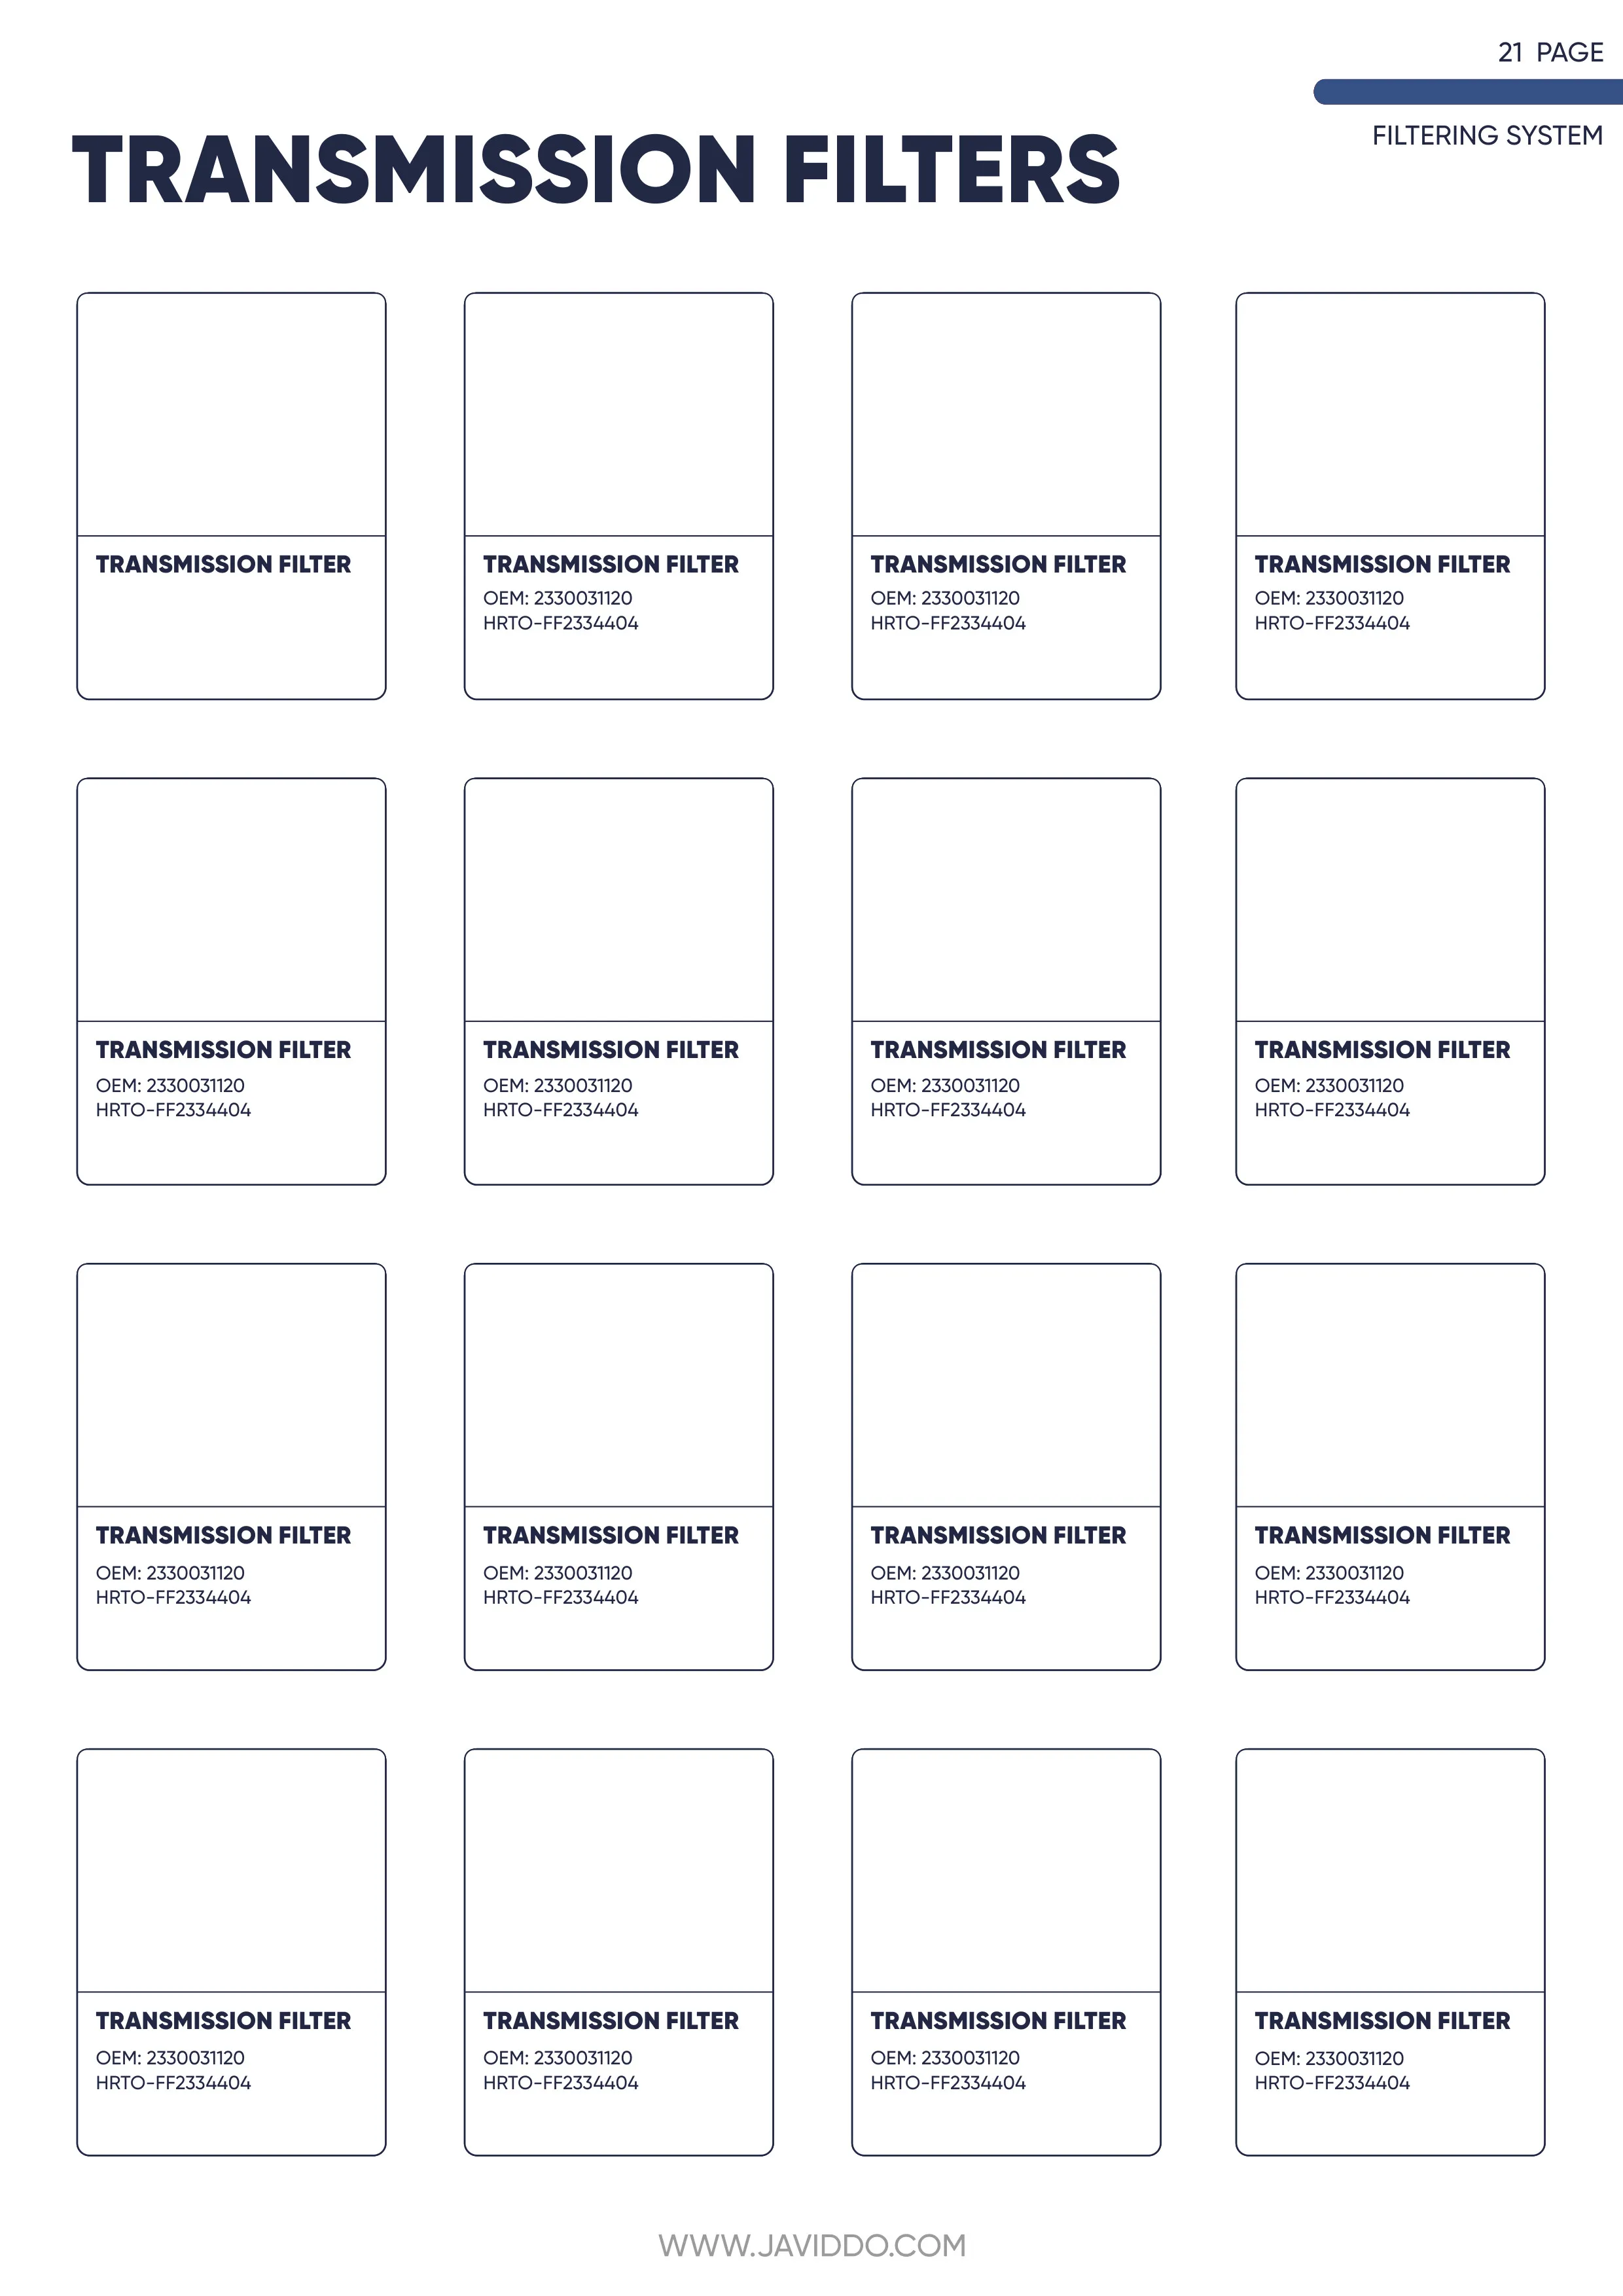 21 PAGE
FILTERING SYSTEM
TRANSMISSION FILTERS
TRANSMISSION FILTER
TRANSMISSION FILTER
OEM: 2330031120
HRTO-FF2334404
TRANSMISSION FILTER
OEM: 2330031120
HRTO-FF2334404
TRANSMISSION FILTER
OEM: 2330031120
HRTO-FF2334404
TRANSMISSION FILTER
OEM: 2330031120
HRTO-FF2334404
TRANSMISSION FILTER
OEM: 2330031120
HRTO-FF2334404
TRANSMISSION FILTER
OEM: 2330031120
HRTO-FF2334404
TRANSMISSION FILTER
OEM: 2330031120
HRTO-FF2334404
TRANSMISSION FILTER
OEM: 2330031120
HRTO-FF2334404
TRANSMISSION FILTER
OEM: 2330031120
HRTO-FF2334404
TRANSMISSION FILTER
OEM: 2330031120
HRTO-FF2334404
TRANSMISSION FILTER
OEM: 2330031120
HRTO-FF2334404
TRANSMISSION FILTER
OEM: 2330031120
HRTO-FF2334404
TRANSMISSION FILTER
OEM: 2330031120
HRTO-FF2334404
TRANSMISSION FILTER
OEM: 2330031120
HRTO-FF2334404
TRANSMISSION FILTER
OEM: 2330031120
HRTO-FF2334404
WWW.JAVIDDO.COM